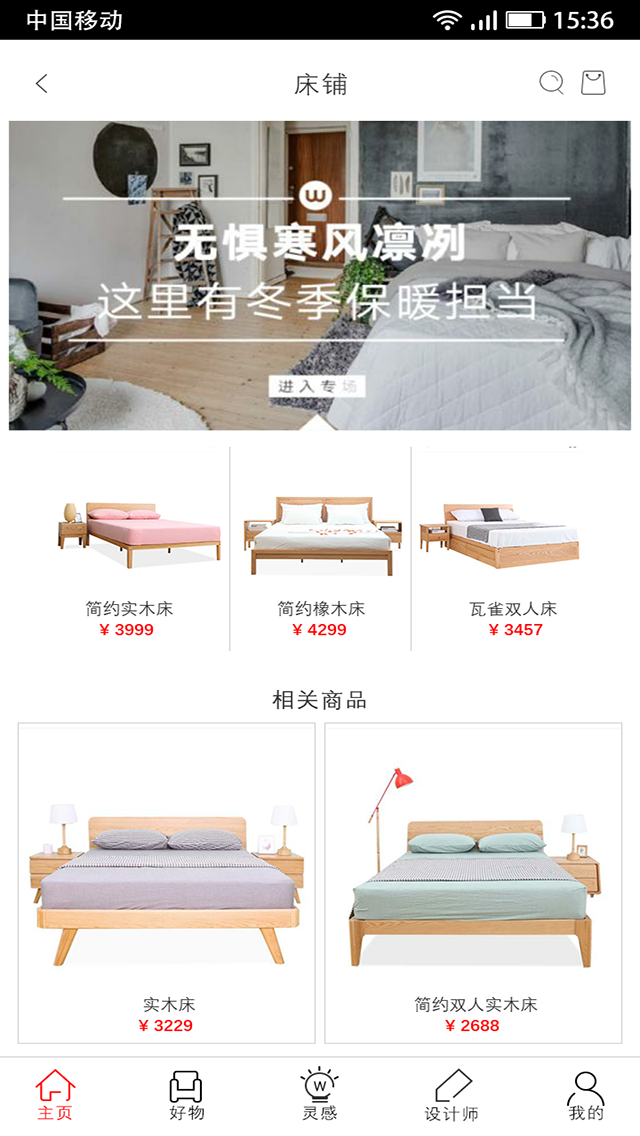 中国移动 15:36
床铺
W
无惧寒风凛冽
这里有冬季保暖担当
进入专场
简约实木床 简约橡木床 瓦雀双人床
¥ 3999 ¥ 4299 ¥ 3457
相关商品
实木床 简约双人实木床
¥ 3229 ¥ 2688
W
主页 好物 灵感 设计师 我的